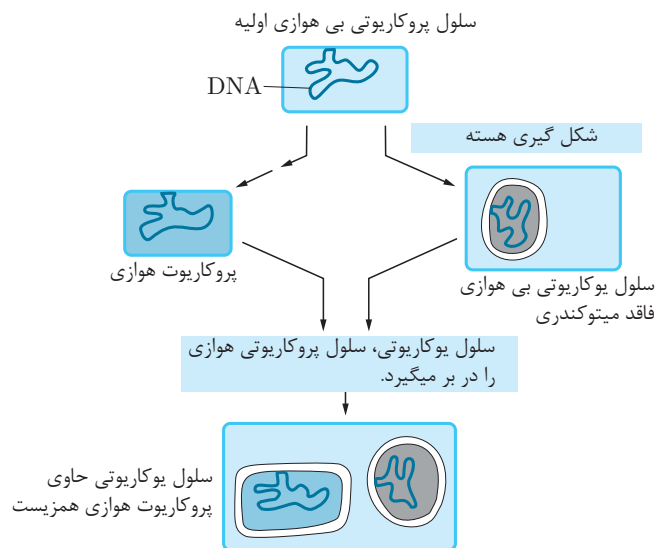 سلول پروکاریوتی بی هوازی اولیه
DNA
شکل گیری هسته
پروکاریوت هوازی
سلول یوکاریوتی بی هوازی
فاقد میتوکندری
سلول یوکاریوتی، سلول پروکاریوتی هوازی
را در بر میگیرد.
سلول یوکاریوتی حاوی
پروکاریوت هوازی همزیست